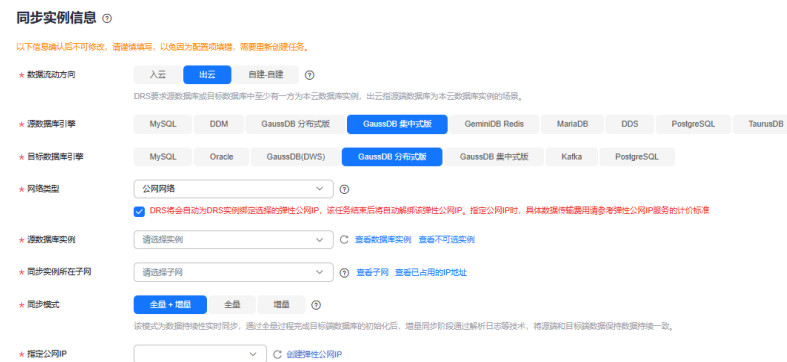 同步实例信息
以下信息确认后不可修改，请谨慎填写，以免因为配置项填错，需要重新创建任务。
* 数据流动方向 入云 出云 自建-自建
DRS要求源数据库或目标数据库中至少有一方为本云数据库实例，出云指源端数据库为本云数据库实例的场景。
* 源数据库引擎 MySQL DDM GaussDB 分布式版 GaussDB 集中式版 GeminiDB Redis MariaDB DDS PostgreSQL TaurusDB
* 目标数据库引擎 MySQL Oracle GaussDB(DWS) GaussDB 分布式版 GaussDB 集中式版 Kafka PostgreSQL
* 网络类型 公网网络
DRS将会自动为DRS实例绑定选择的弹性公网IP，该任务结束后将自动解绑该弹性公网IP。指定公网IP时，具体数据传输费用请参考弹性公网IP服务的计价标准
* 源数据库实例 请选择实例 查看数据库实例 查看不可选实例
* 同步实例所在子网 请选择子网 查看子网 查看已占用的IP地址
* 同步模式 全量+增量 全量 增量
该模式为数据持续性实时同步，通过全量过程完成目标端数据库的初始化后，增量同步阶段通过解析日志等技术，将源端和目标端数据保持数据持续一致。
* 指定公网IP 创建弹性公网IP